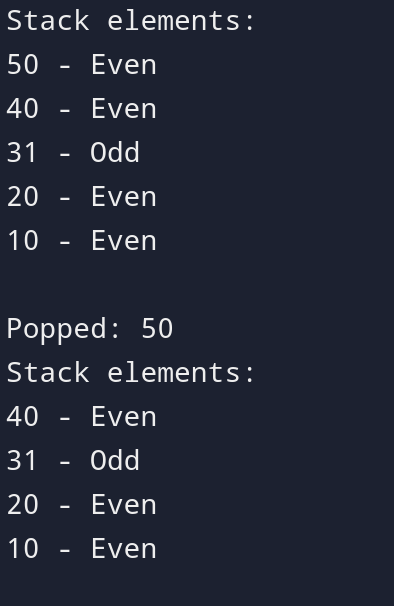 Stack elements:
50 - Even
40 - Even
31 - Odd
20 - Even
10 - Even

Popped: 50
Stack elements:
40 - Even
31 - Odd
20 - Even
10 - Even